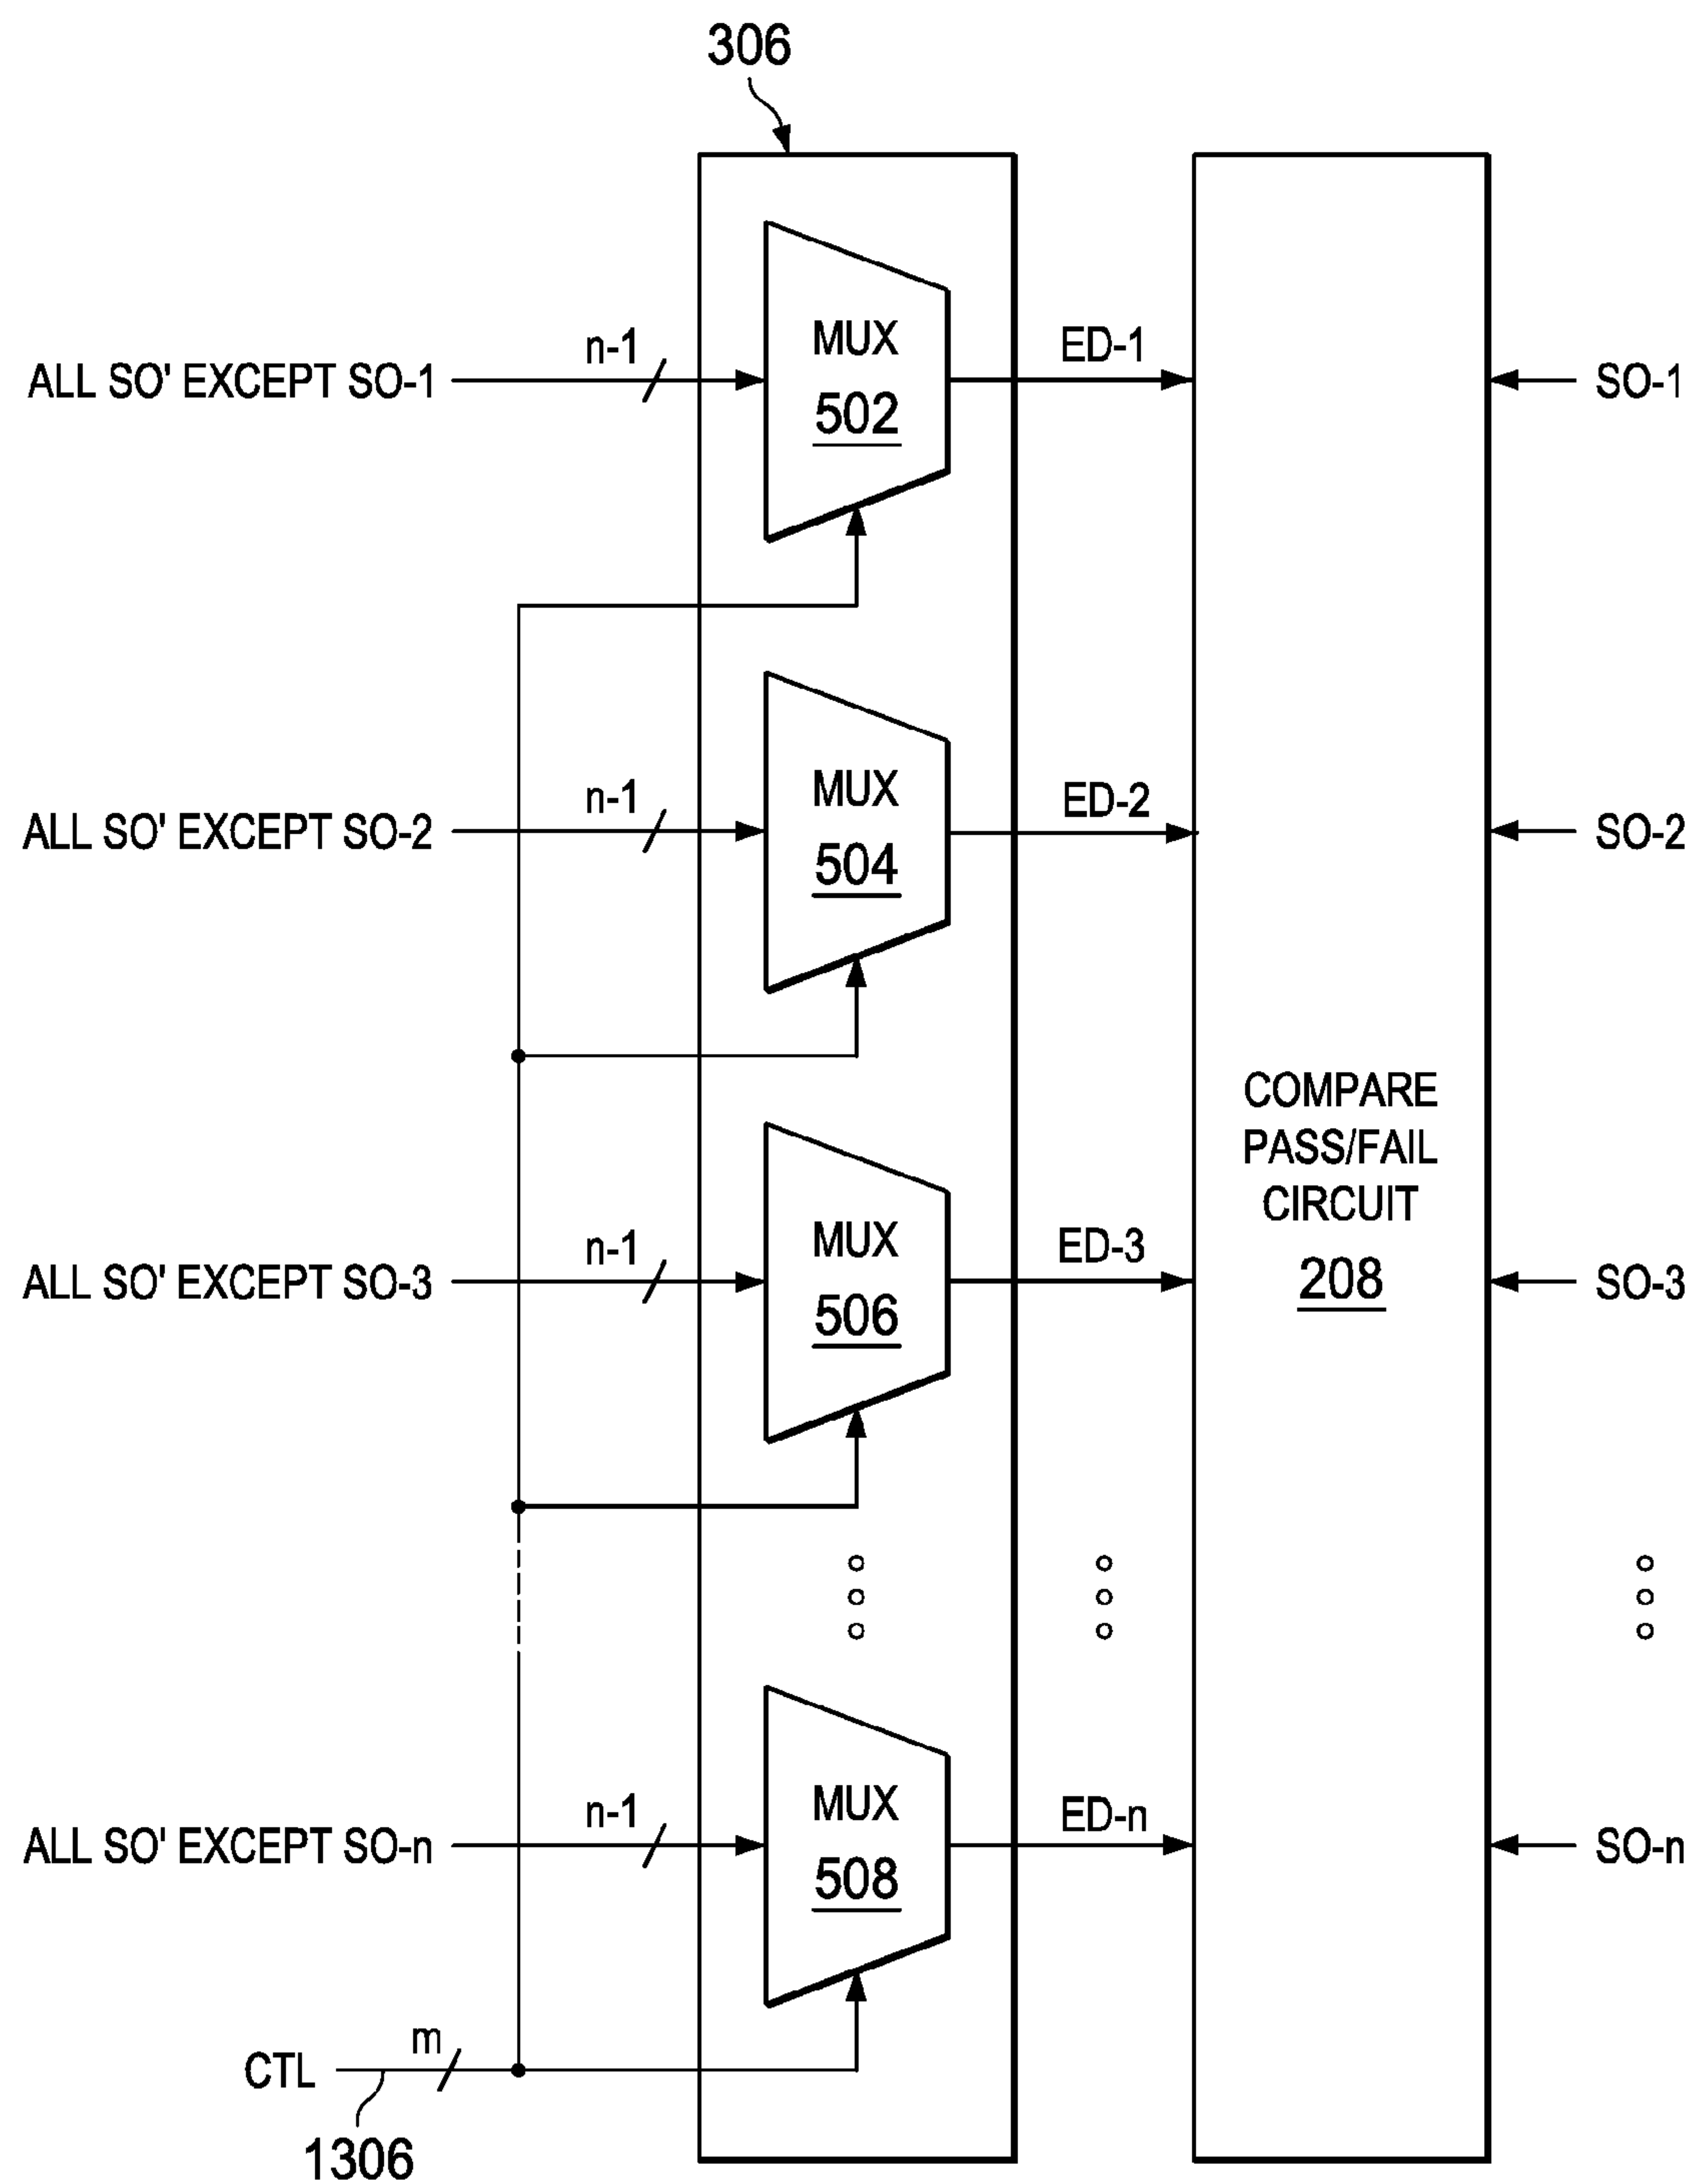 306
ALL SO' EXCEPT SO-1
n-1
MUX
502
ED-1
SO-1
ALL SO' EXCEPT SO-2
n-1
MUX
504
ED-2
SO-2
COMPARE
PASS/FAIL
CIRCUIT
208
ALL SO' EXCEPT SO-3
n-1
MUX
506
ED-3
SO-3
ALL SO' EXCEPT SO-n
n-1
MUX
508
ED-n
SO-n
CTL
m
1306